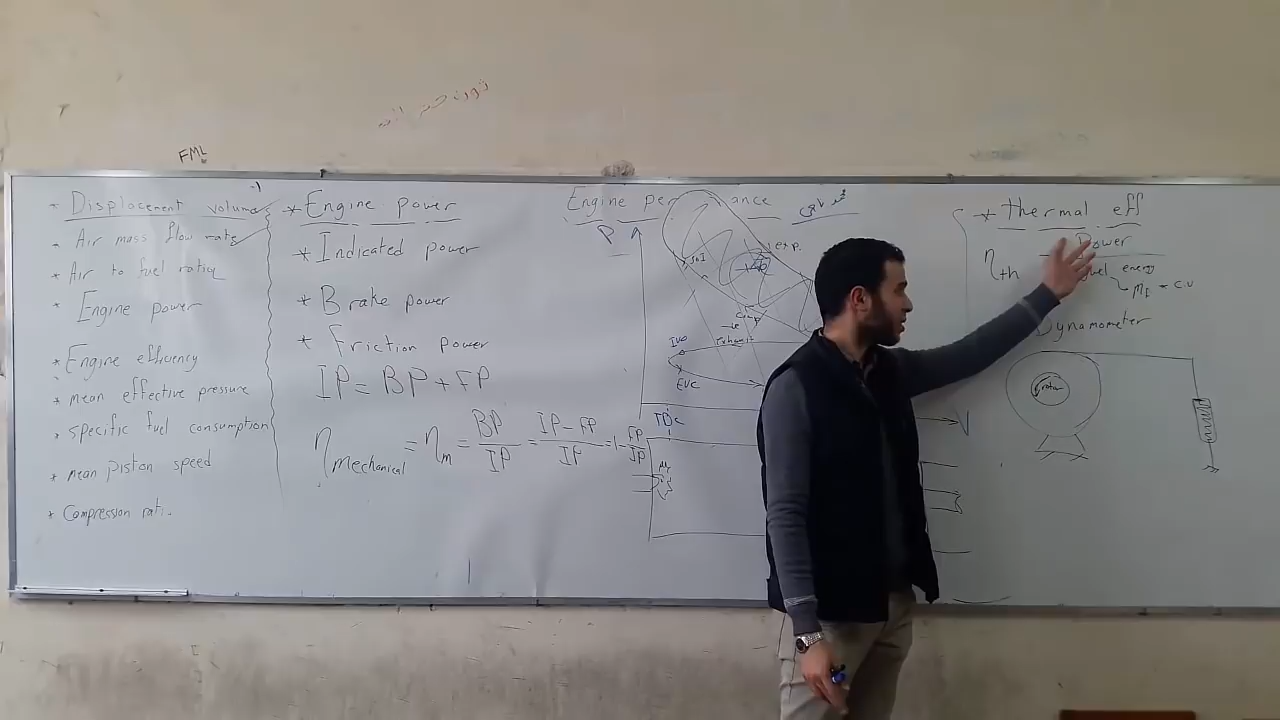 FML
* Displacement volume
* Air mass flow rate
* Air to fuel ratio
* Engine power
* Engine efficiency
* mean effective pressure
* specific fuel consumption
* mean piston speed
* Compression rati
* Engine power
* Indicated power
* Brake power
* Friction power
IP = BP + FP
η mechanical = ηm = BP/IP = IP - FP/IP = 1 - FP/IP
Engine per ance
P
exp.
comp
exhaust
IVO
EVC
TDC
V
* thermal eff
ηth
Power
energy
ṁf * C.V
Dynamometer
rotor